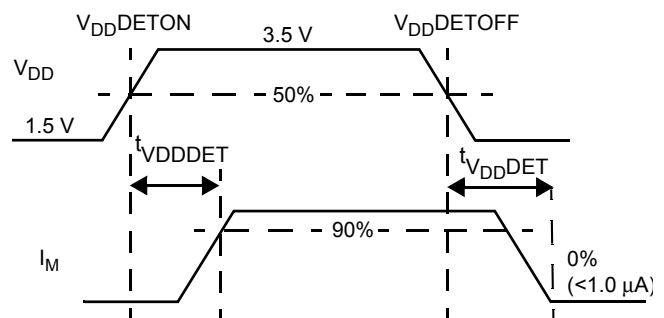 VDDDETON
VDDDETOFF
3.5 V
VDD
50%
1.5 V
tVDDDET
tVDDDET
90%
IM
0%
(<1.0 μA)